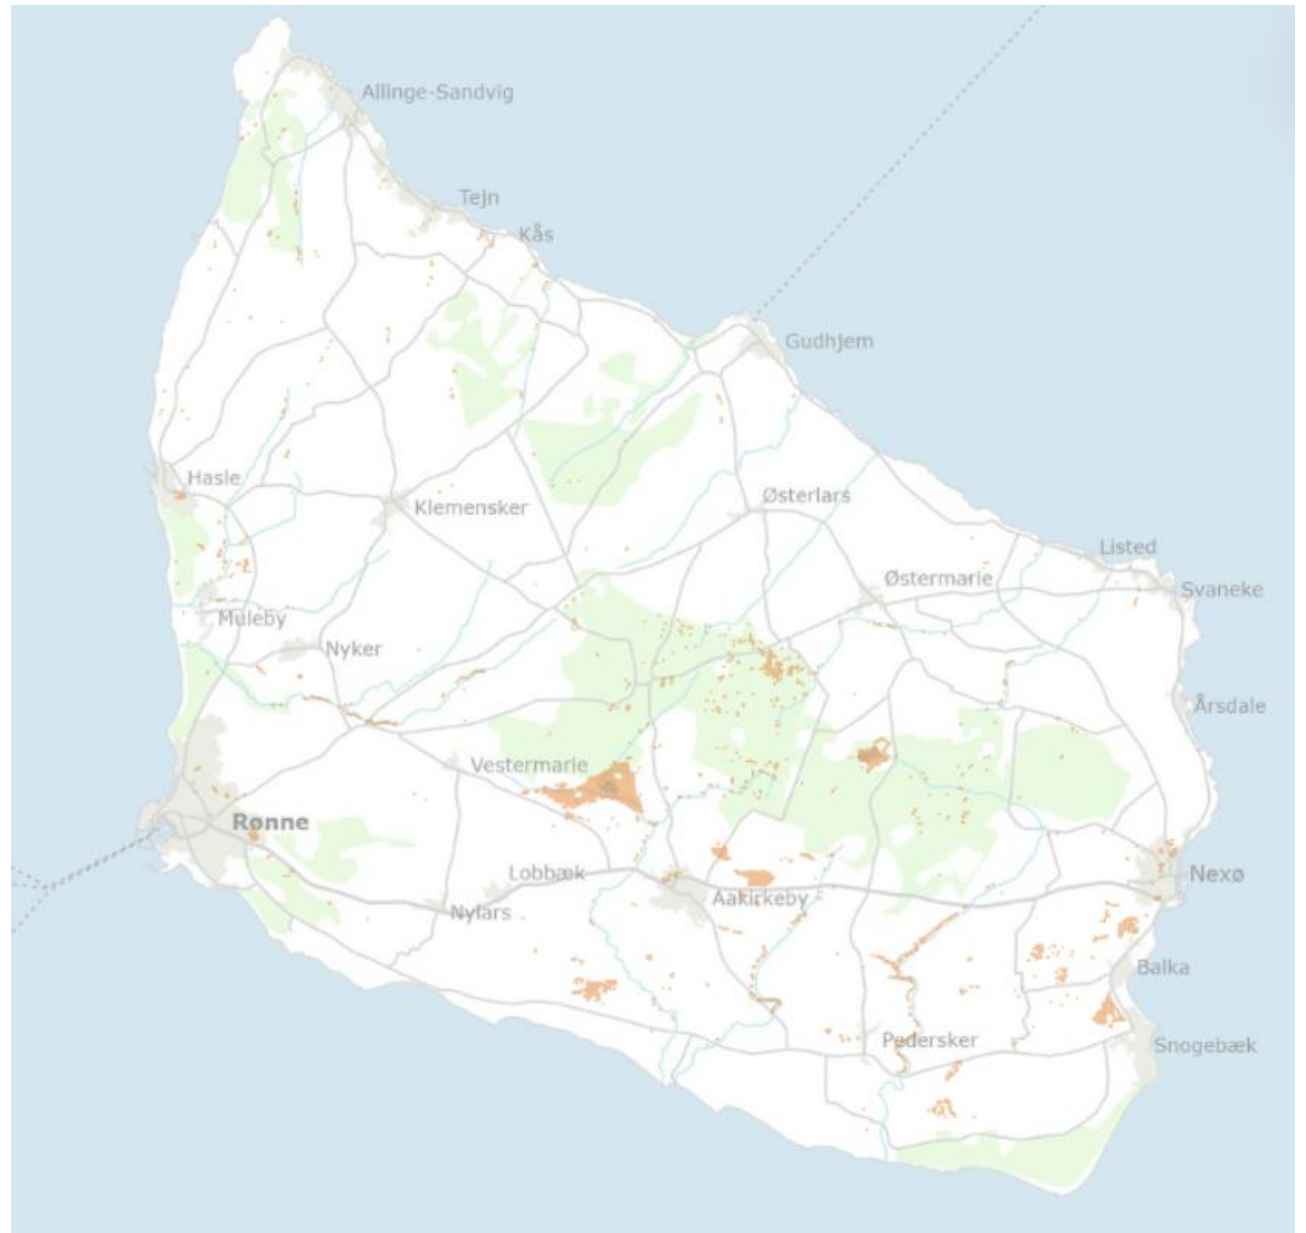 Allinge-Sandvig
Tejn
Kås
Gudhjem
Hasle
Klemensker
Østerlars
Listed
Østermarie
Svaneke
Muleby
Nyker
Årsdale
Vestermarie
Rønne
Lobbæk
Nexø
Aakirkeby
Nylars
Balka
Pedersker
Snogebæk